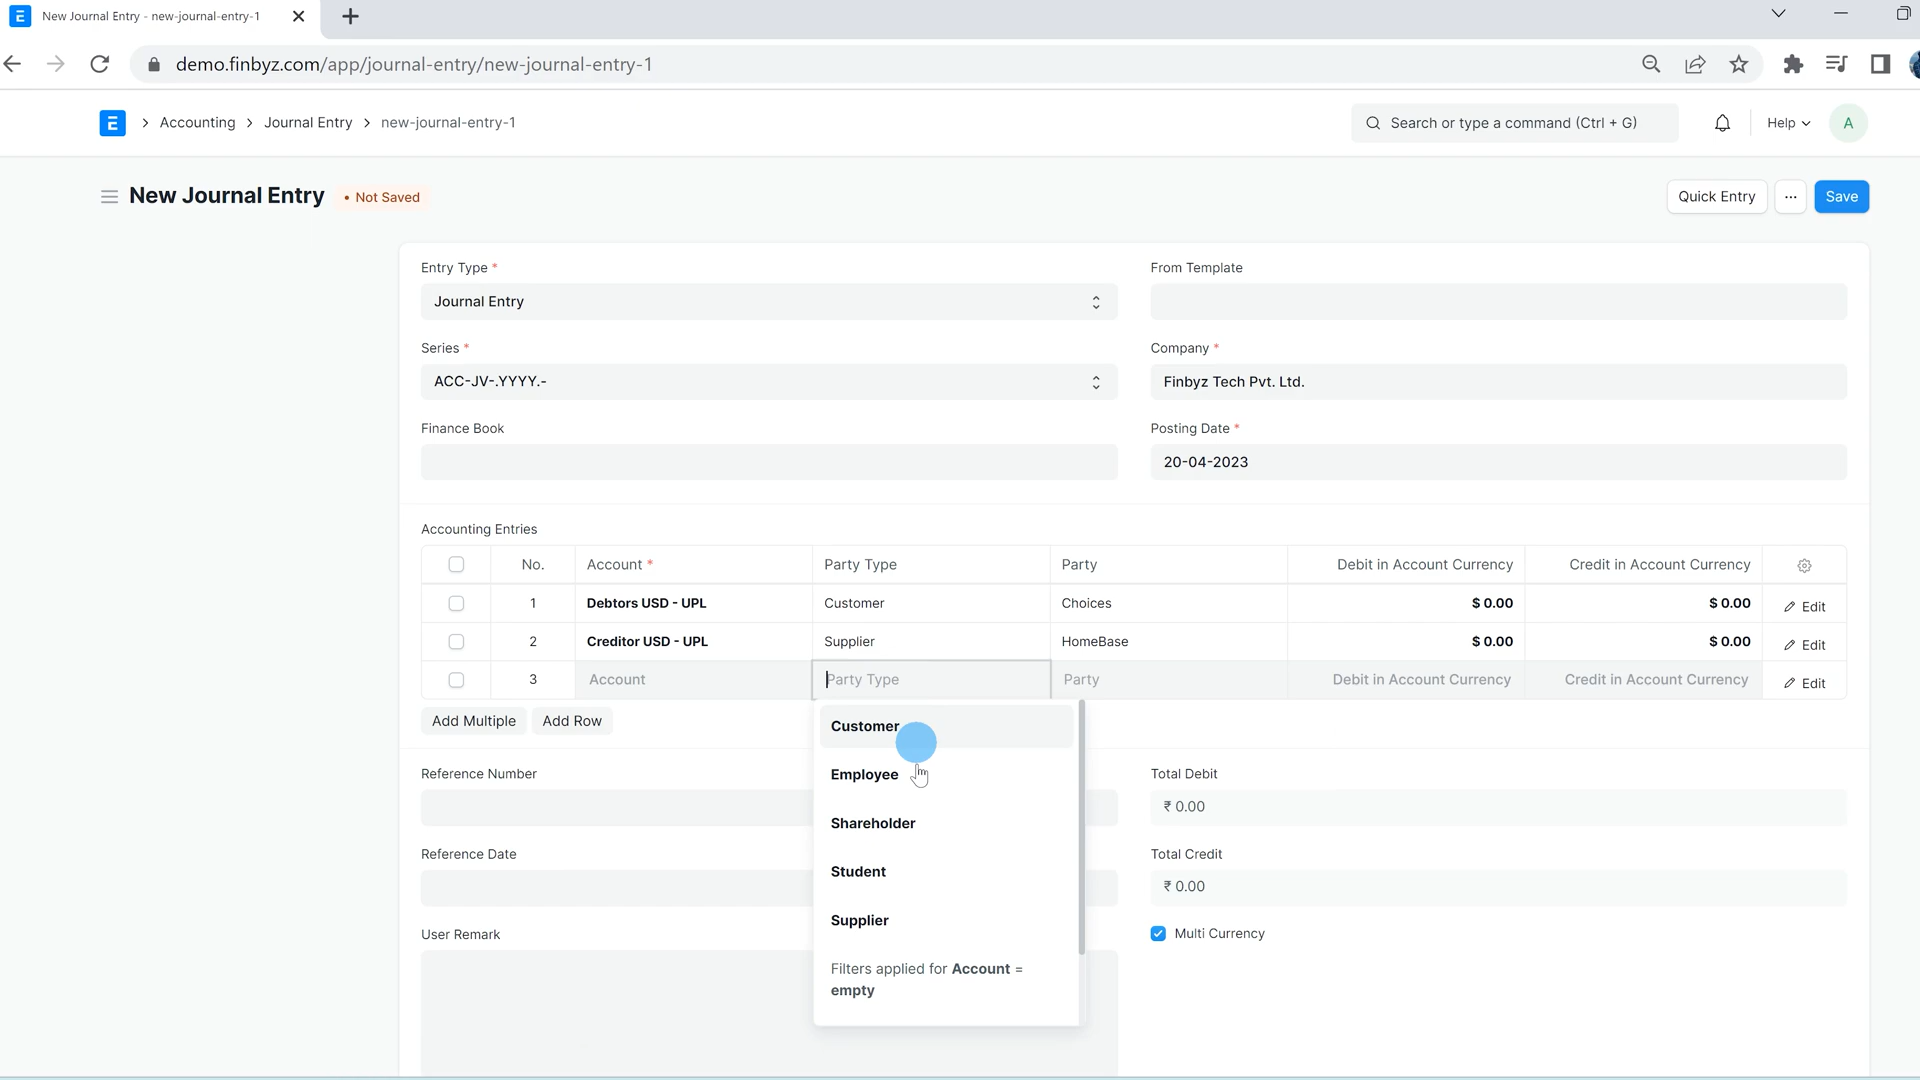 New Journal Entry - new-journal-entry-1
demo.finbyz.com/app/journal-entry/new-journal-entry-1
E
Accounting
Journal Entry
new-journal-entry-1
Search or type a command (Ctrl + G)
Help
A
New Journal Entry
• Not Saved
Quick Entry
...
Save
Entry Type *
From Template
Journal Entry
Series *
Company *
ACC-JV-.YYYY.-
Finbyz Tech Pvt. Ltd.
Finance Book
Posting Date *
20-04-2023
Accounting Entries
No. Account * Party Type Party Debit in Account Currency Credit in Account Currency
1 Debtors USD - UPL Customer Choices $ 0.00 $ 0.00 Edit
2 Creditor USD - UPL Supplier HomeBase $ 0.00 $ 0.00 Edit
3 Account Party Type Party Debit in Account Currency Credit in Account Currency Edit
Add Multiple
Add Row
Customer
Employee
Shareholder
Student
Supplier
Filters applied for Account =
empty
Reference Number
Total Debit
₹ 0.00
Reference Date
Total Credit
₹ 0.00
User Remark
Multi Currency